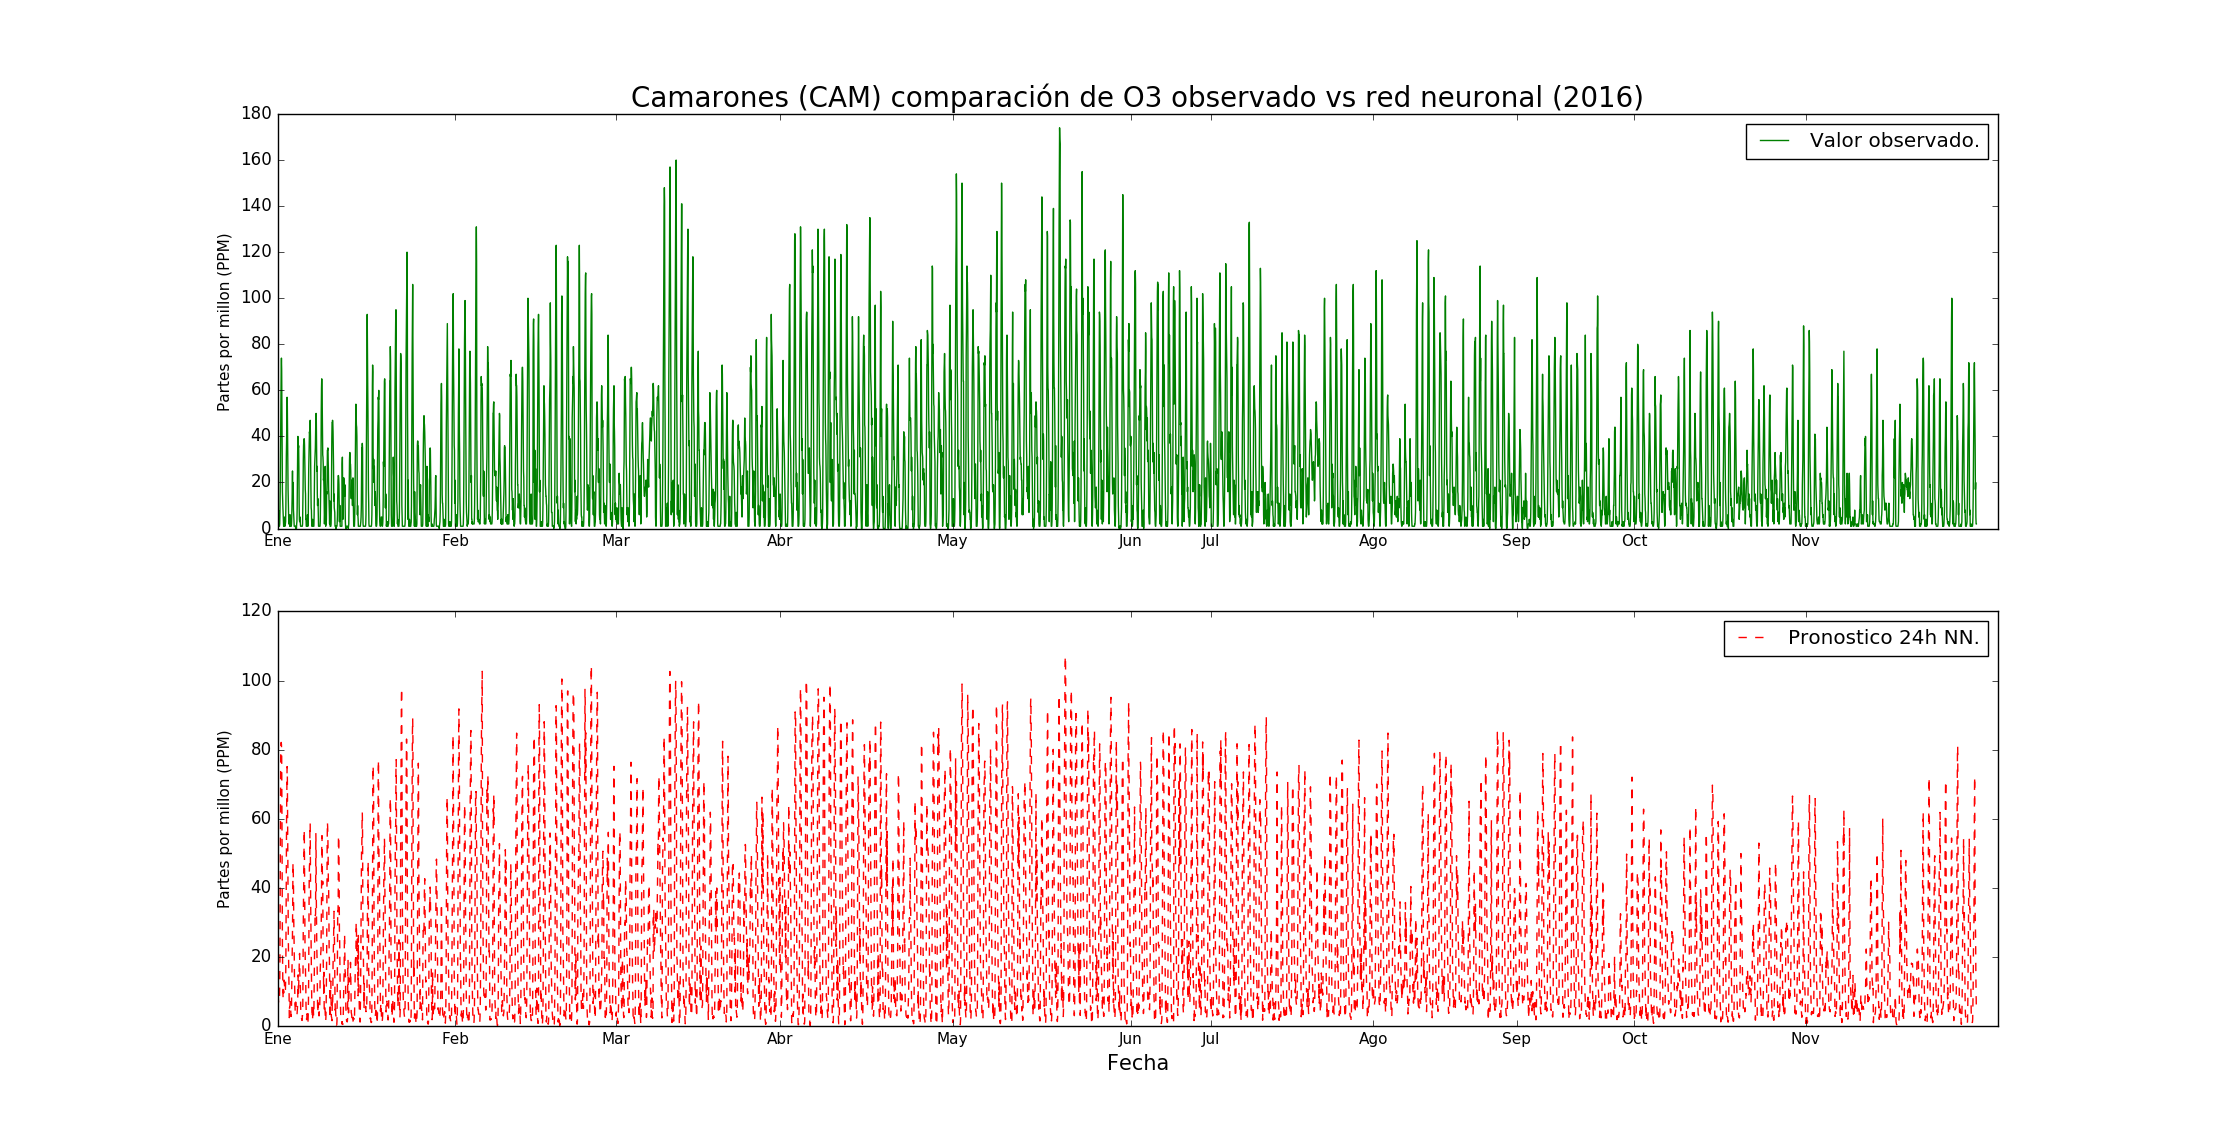 Camarones (CAM) comparación de O3 observado vs red neuronal (2016)
180
160
140
120
100
80
60
40
20
0
Partes por millon (PPM)
Valor observado.
Ene Feb Mar Abr May Jun Jul Ago Sep Oct Nov
120
100
80
60
40
20
0
Partes por millon (PPM)
Pronostico 24h NN.
Ene Feb Mar Abr May Jun Jul Ago Sep Oct Nov
Fecha